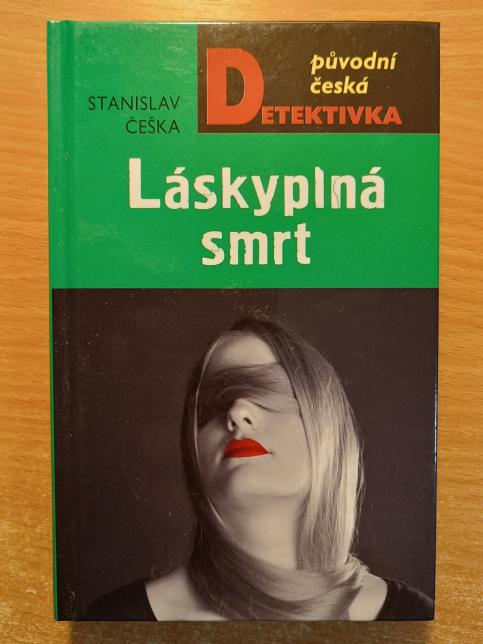 STANISLAV
ČEŠKA
původní
česká
DETEKTIVKA
Láskyplná
smrt